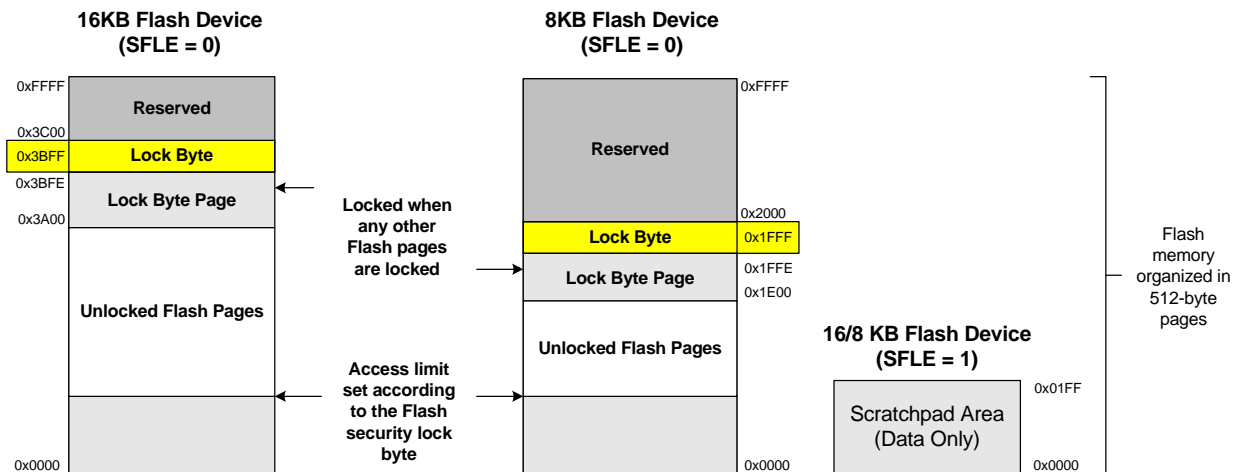 16KB Flash Device
(SFLE = 0)
0xFFFF
Reserved
0x3C00
0x3BFF
Lock Byte
0x3BFE
Lock Byte Page
0x3A00
Unlocked Flash Pages
0x0000
Locked when
any other
Flash pages
are locked
Access limit
set according
to the Flash
security lock
byte
8KB Flash Device
(SFLE = 0)
0xFFFF
Reserved
0x2000
Lock Byte
0x1FFF
Lock Byte Page
0x1FFE
0x1E00
Unlocked Flash Pages
0x0000
16/8 KB Flash Device
(SFLE = 1)
0x01FF
Scratchpad Area
(Data Only)
0x0000
Flash
memory
organized in
512-byte
pages